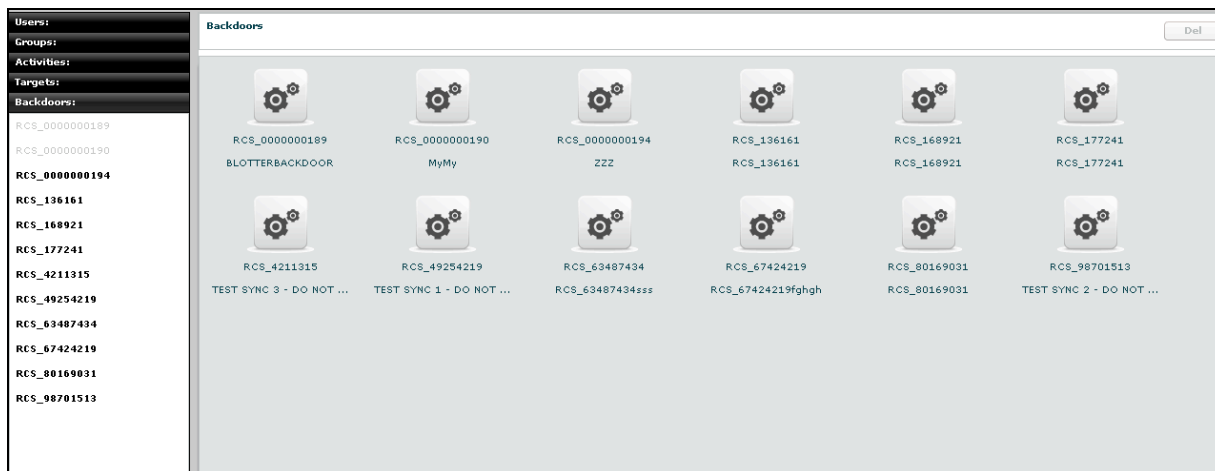 Users:
Groups:
Activities:
Targets:
Backdoors:
RCS_0000000189
RCS_0000000190
RCS_0000000194
RCS_136161
RCS_168921
RCS_177241
RCS_4211315
RCS_49254219
RCS_63487434
RCS_67424219
RCS_80169031
RCS_98701513
Backdoors
Del
RCS_0000000189 RCS_0000000190 RCS_0000000194 RCS_136161 RCS_168921 RCS_177241
BLOTTERBACKDOOR MyMy ZZZ RCS_136161 RCS_168921 RCS_177241
RCS_4211315 RCS_49254219 RCS_63487434 RCS_67424219 RCS_80169031 RCS_98701513
TEST SYNC 3 - DO NOT ... TEST SYNC 1 - DO NOT ... RCS_63487434sss RCS_67424219fghgh RCS_80169031 TEST SYNC 2 - DO NOT ...